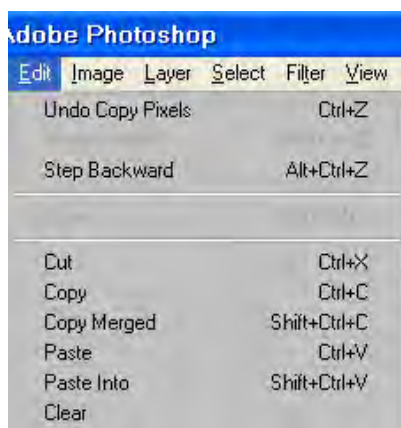 Adobe Photoshop
Edit Image Layer Select Filter View
Undo Copy Pixels Ctrl+Z
Step Backward Alt+Ctrl+Z
Cut Ctrl+X
Copy Ctrl+C
Copy Merged Shift+Ctrl+C
Paste Ctrl+V
Paste Into Shift+Ctrl+V
Clear